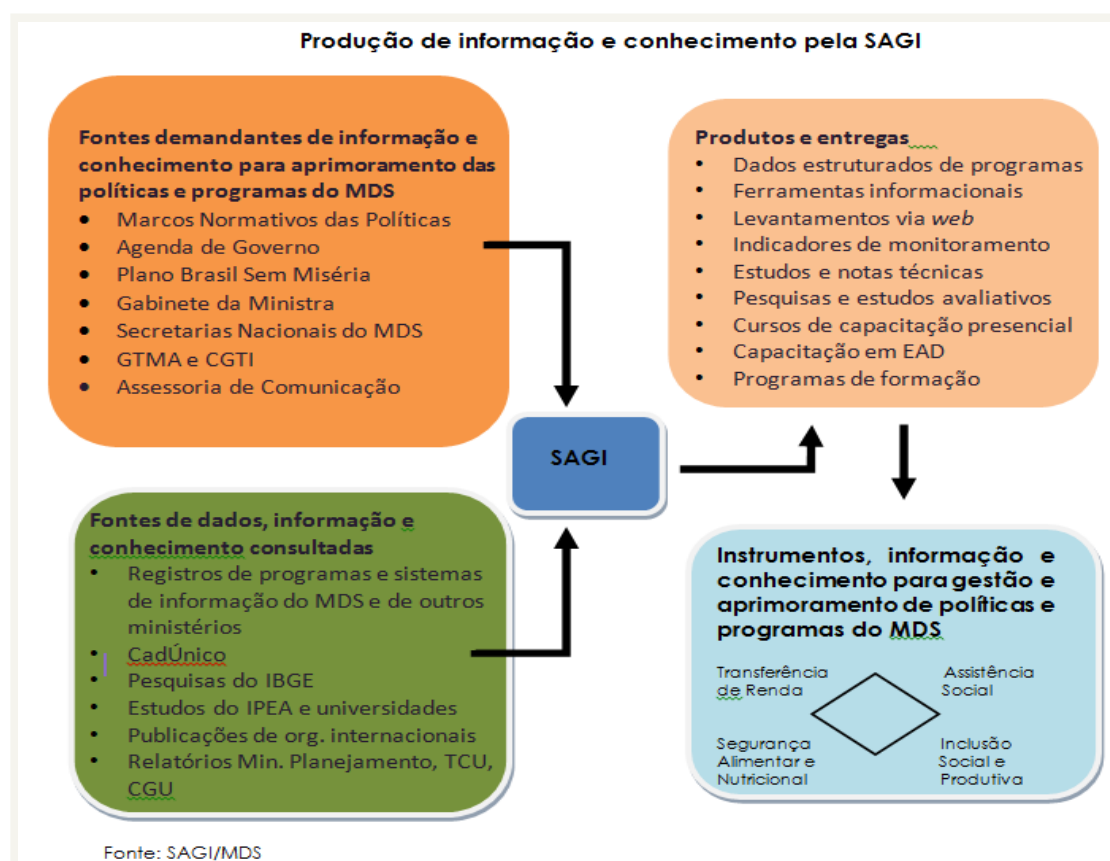 Produção de informação e conhecimento pela SAGI
Fontes demandantes de informação e
conhecimento para aprimoramento das
políticas e programas do MDS
• Marcos Normativos das Políticas
• Agenda de Governo
• Plano Brasil Sem Miséria
• Gabinete da Ministra
• Secretarias Nacionais do MDS
• GTMA e CGTI
• Assessoria de Comunicação
Fontes de dados, informação e
conhecimento consultadas
• Registros de programas e sistemas
de informação do MDS e de outros
ministérios
• CadÚnico
• Pesquisas do IBGE
• Estudos do IPEA e universidades
• Publicações de org. internacionais
• Relatórios Min. Planejamento, TCU,
CGU
SAGI
Produtos e entregas
• Dados estruturados de programas
• Ferramentas informacionais
• Levantamentos via web
• Indicadores de monitoramento
• Estudos e notas técnicas
• Pesquisas e estudos avaliativos
• Cursos de capacitação presencial
• Capacitação em EAD
• Programas de formação
Instrumentos, informação e
conhecimento para gestão e
aprimoramento de políticas e
programas do MDS
Transferência
de Renda
Assistência
Social
Segurança
Alimentar e
Nutricional
Inclusão
Social e
Produtiva
Fonte: SAGI/MDS